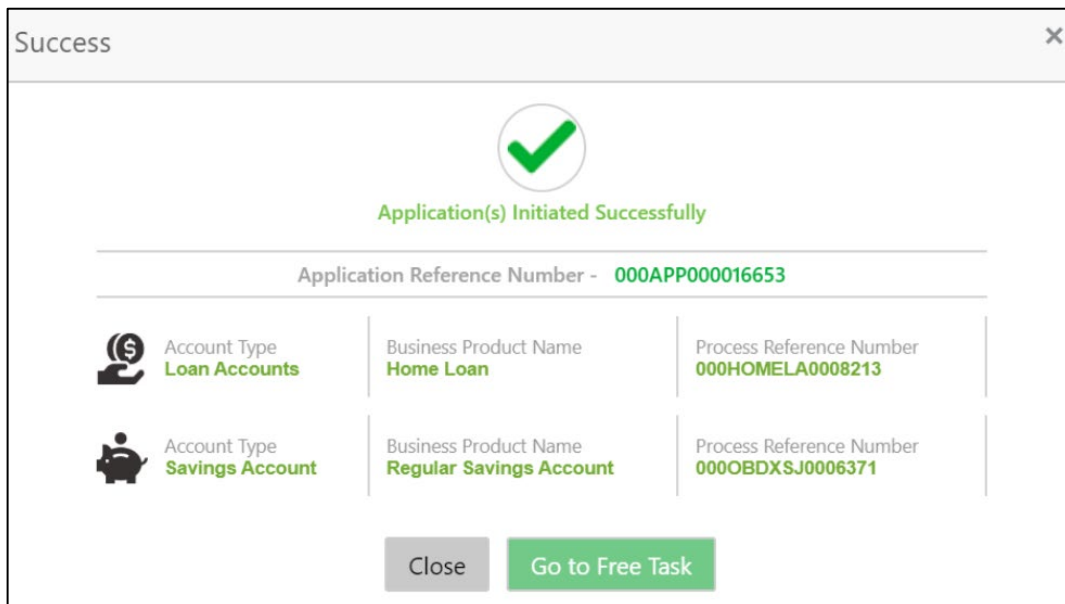 Success
×
Application(s) Initiated Successfully
Application Reference Number - 000APP000016653
Account Type Business Product Name Process Reference Number
Loan Accounts Home Loan 000HOMELA0008213
Account Type Business Product Name Process Reference Number
Savings Account Regular Savings Account 000OBDXSJ0006371
Close Go to Free Task